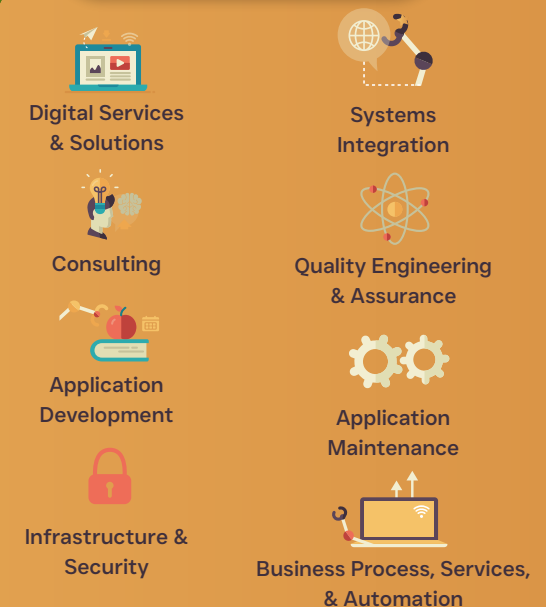 Digital Services
& Solutions
Systems
Integration
Consulting
Quality Engineering
& Assurance
Application
Development
Application
Maintenance
Infrastructure &
Security
Business Process, Services,
& Automation